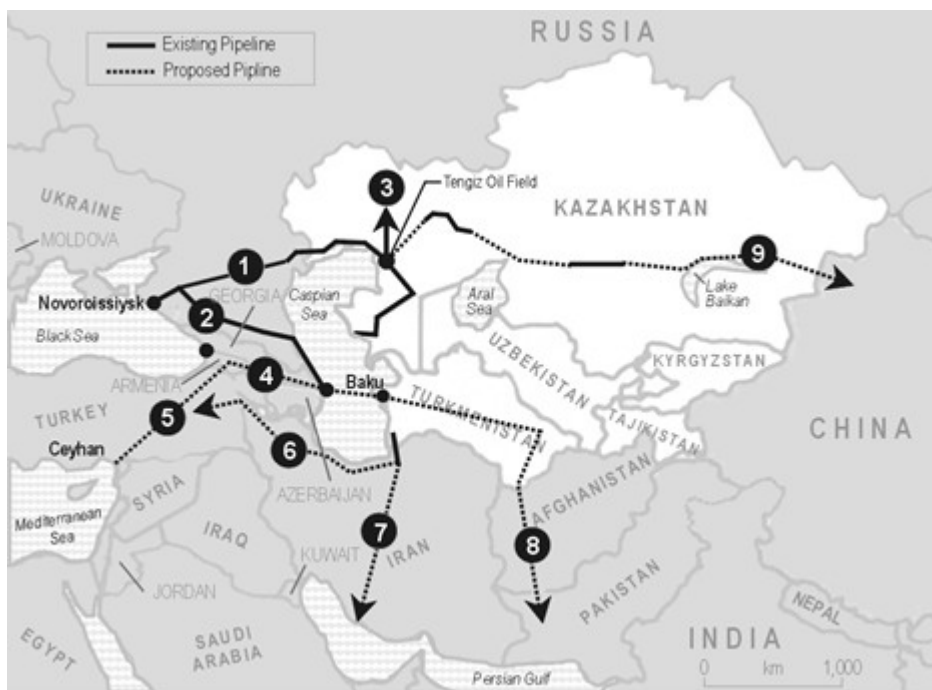 RUSSIA
Existing Pipeline
Proposed Pipline
3
Tengiz Oil Field
UKRAINE
KAZAKHSTAN
MOLDOVA
1
9
Novoroissiysk
GEORGIA
Caspian
Sea
Aral
Sea
Lake
Baikan
2
Black Sea
UZBEKISTAN
KYRGYZSTAN
ARMENIA
4
Baku
TURKMENISTAN
TAJIKISTAN
TURKEY
5
CHINA
Ceyhan
6
AZERBAIJAN
SYRIA
AFGHANISTAN
Mediterranean
Sea
IRAQ
KUWAIT
7
IRAN
8
PAKISTAN
JORDAN
NEPAL
EGYPT
SAUDI
ARABIA
INDIA
Persian Gulf
0 km 1,000